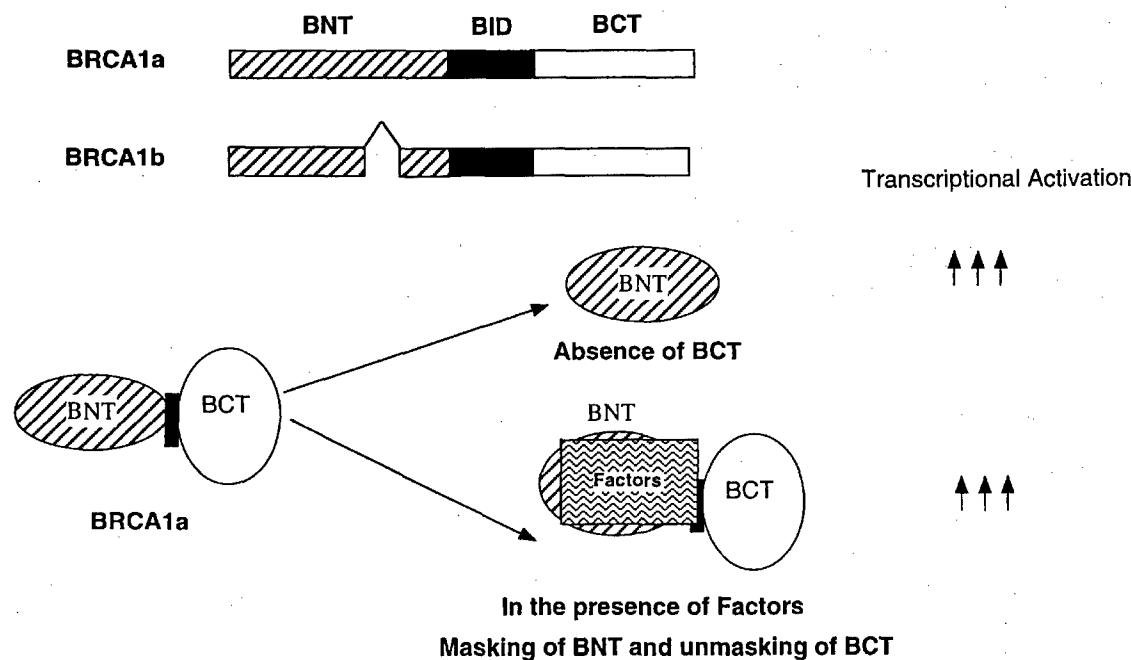 BNT BID BCT
BRCA1a
BRCA1b
Transcriptional Activation
BNT
Absence of BCT
BNT BCT
BRCA1a
BNT
Factors BCT
In the presence of Factors
Masking of BNT and unmasking of BCT